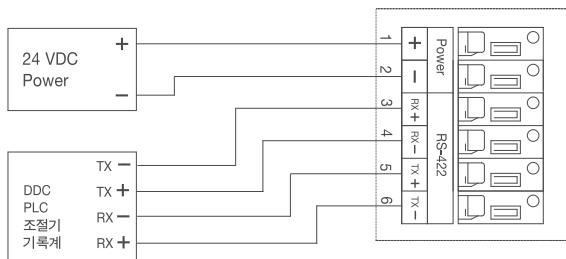 24 VDC
Power
+
−
DDC
PLC
조절기
기록계
TX −
TX +
RX −
RX +
1
2
3
4
5
6
+
−
RX +
RX −
TX +
TX −
Power
RS-422